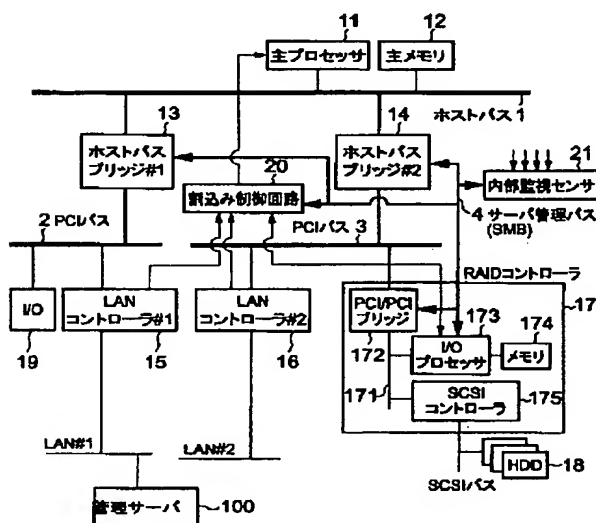 11
12
主プロセッサ
主メモリ
ホストバス1
13
14
ホストバス
ブリッジ#1
ホストバス
ブリッジ#2
20
割込み制御回路
21
内部監視センサ
4 サーバ管理バス
(SMB)
2 PCIバス
PCIバス 3
RAIDコントローラ
17
I/O
19
LAN
コントローラ#1
15
LAN
コントローラ#2
16
PCI/PCI
ブリッジ
172
173
I/O
プロセッサ
174
メモリ
171
SCSI
コントローラ
175
LAN#1
LAN#2
HDD
18
SCSIバス
管理サーバ
100